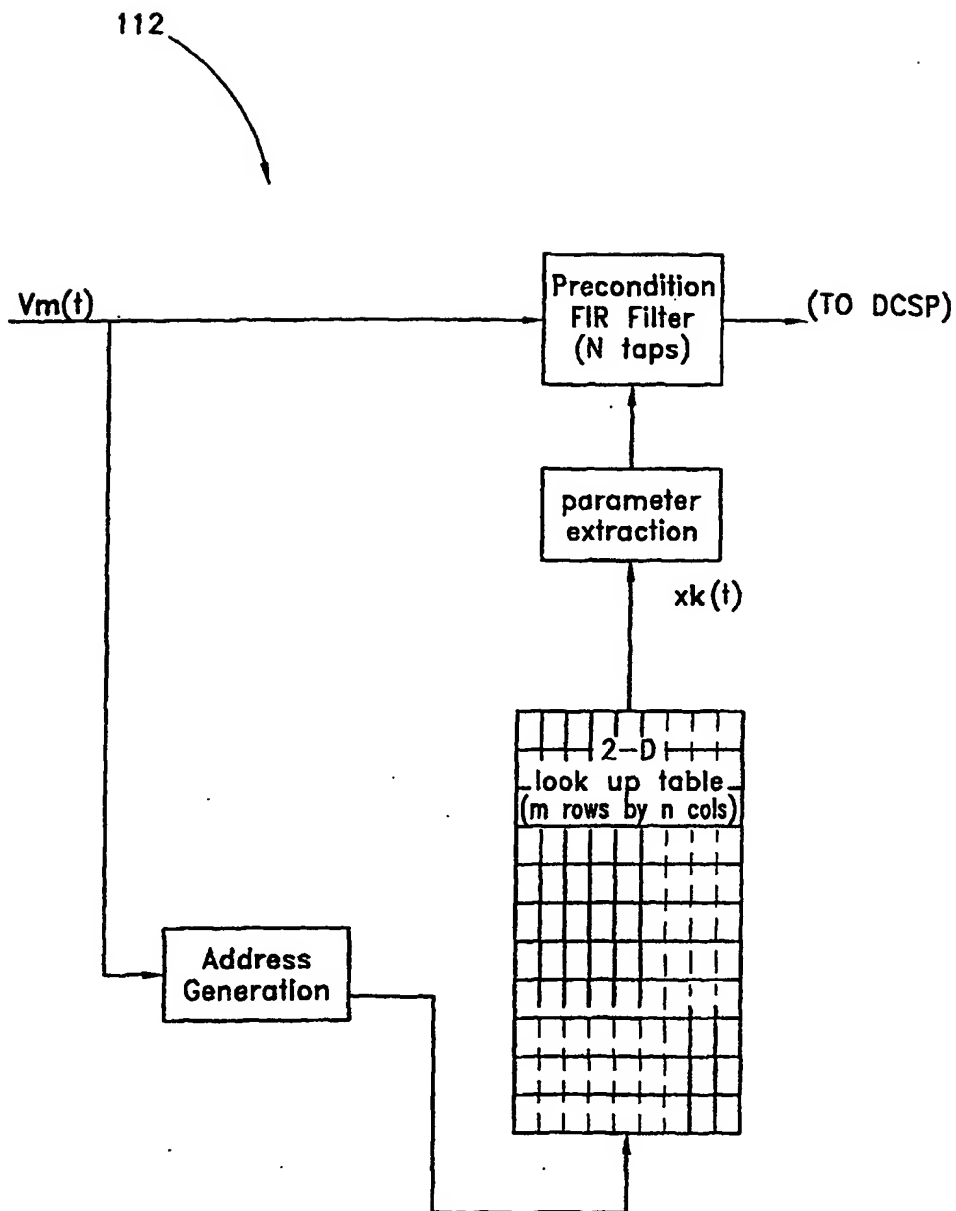 112
Vm(t)
Precondition
FIR Filter
(N taps)
(TO DCSP)
parameter
extraction
xk(t)
2-D
look up table
(m rows by n cols)
Address
Generation